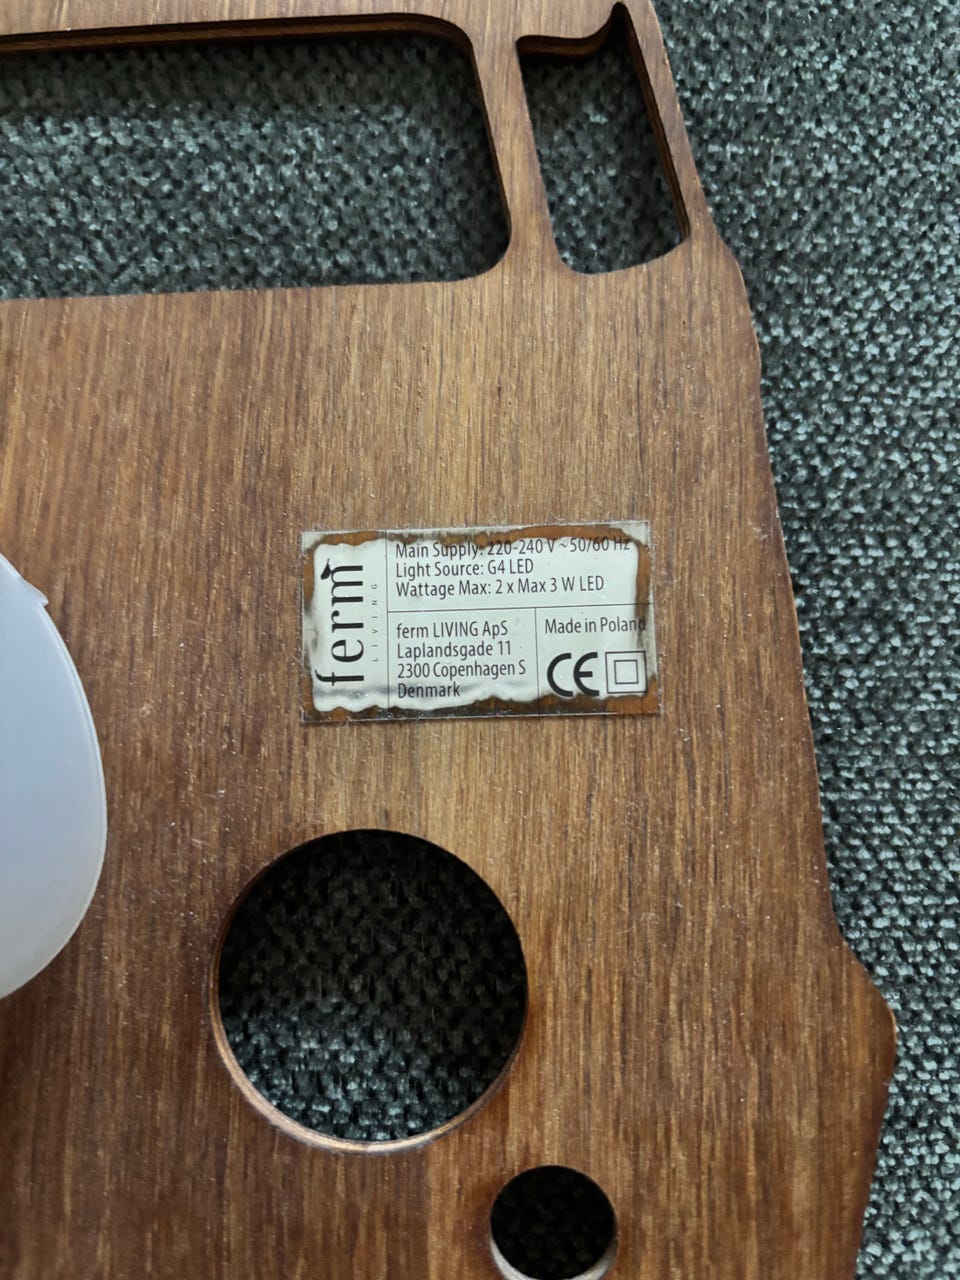 ferm
LIVING
Main Supply: 220-240 V ~ 50/60 Hz
Light Source: G4 LED
Wattage Max: 2 x Max 3 W LED
ferm LIVING ApS
Laplandsgade 11
2300 Copenhagen S
Denmark
Made in Poland
CE